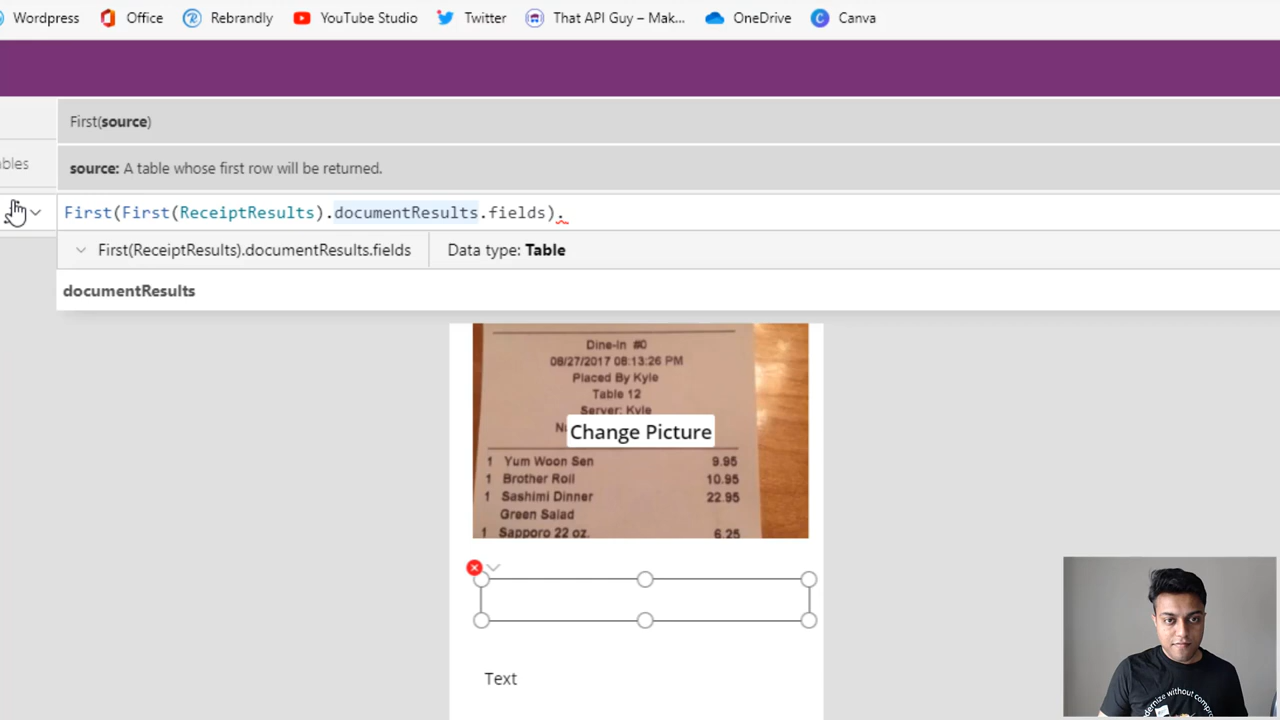 Wordpress Office Rebrandly YouTube Studio Twitter That API Guy – Mak... OneDrive Canva
First(source)
bles
source: A table whose first row will be returned.
First(First(ReceiptResults).documentResults.fields).
First(ReceiptResults).documentResults.fields Data type: Table
documentResults
Dine-In #0
08/27/2017 08:13:26 PM
Placed By Kyle
Table 12
Server: Kyle
Change Picture
1 Yum Woon Sen 9.95
1 Brother Roll 10.95
1 Sashimi Dinner 22.95
Green Salad
1 Sapporo 22 oz. 6.25
Text